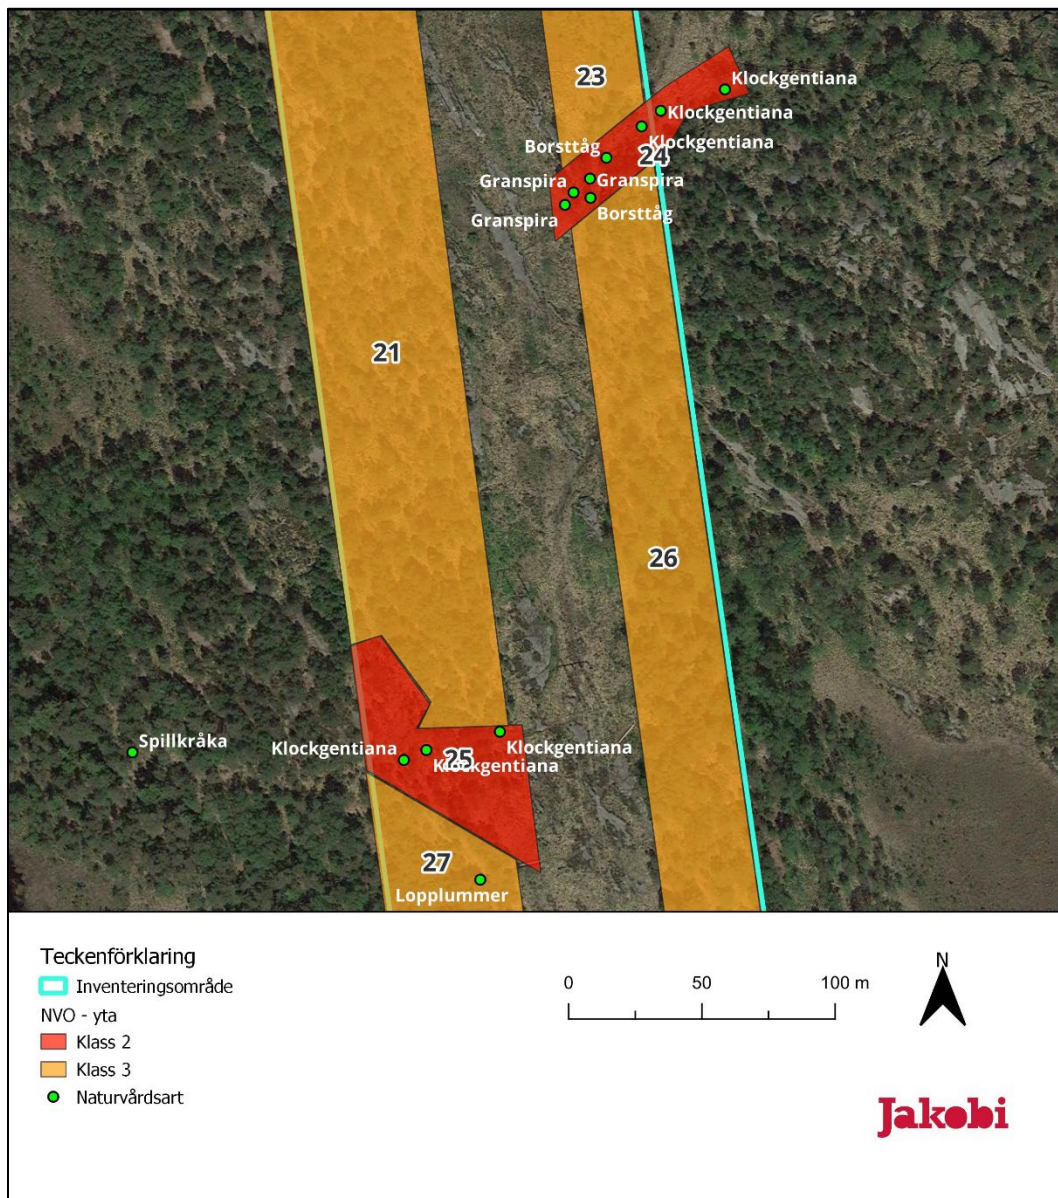 23
Klockgentiana
Klockgentiana
Klockgentiana
24
Borsttåg
Granspira
Granspira
Granspira
Borsttåg
21
26
Spillkråka
Klockgentiana
Klockgentiana
25
Klockgentiana
27
Lopplummer
Teckenförklaring
Inventeringsområde
NVO - yta
Klass 2
Klass 3
Naturvårdsart
0 50 100 m
N
Jakobi